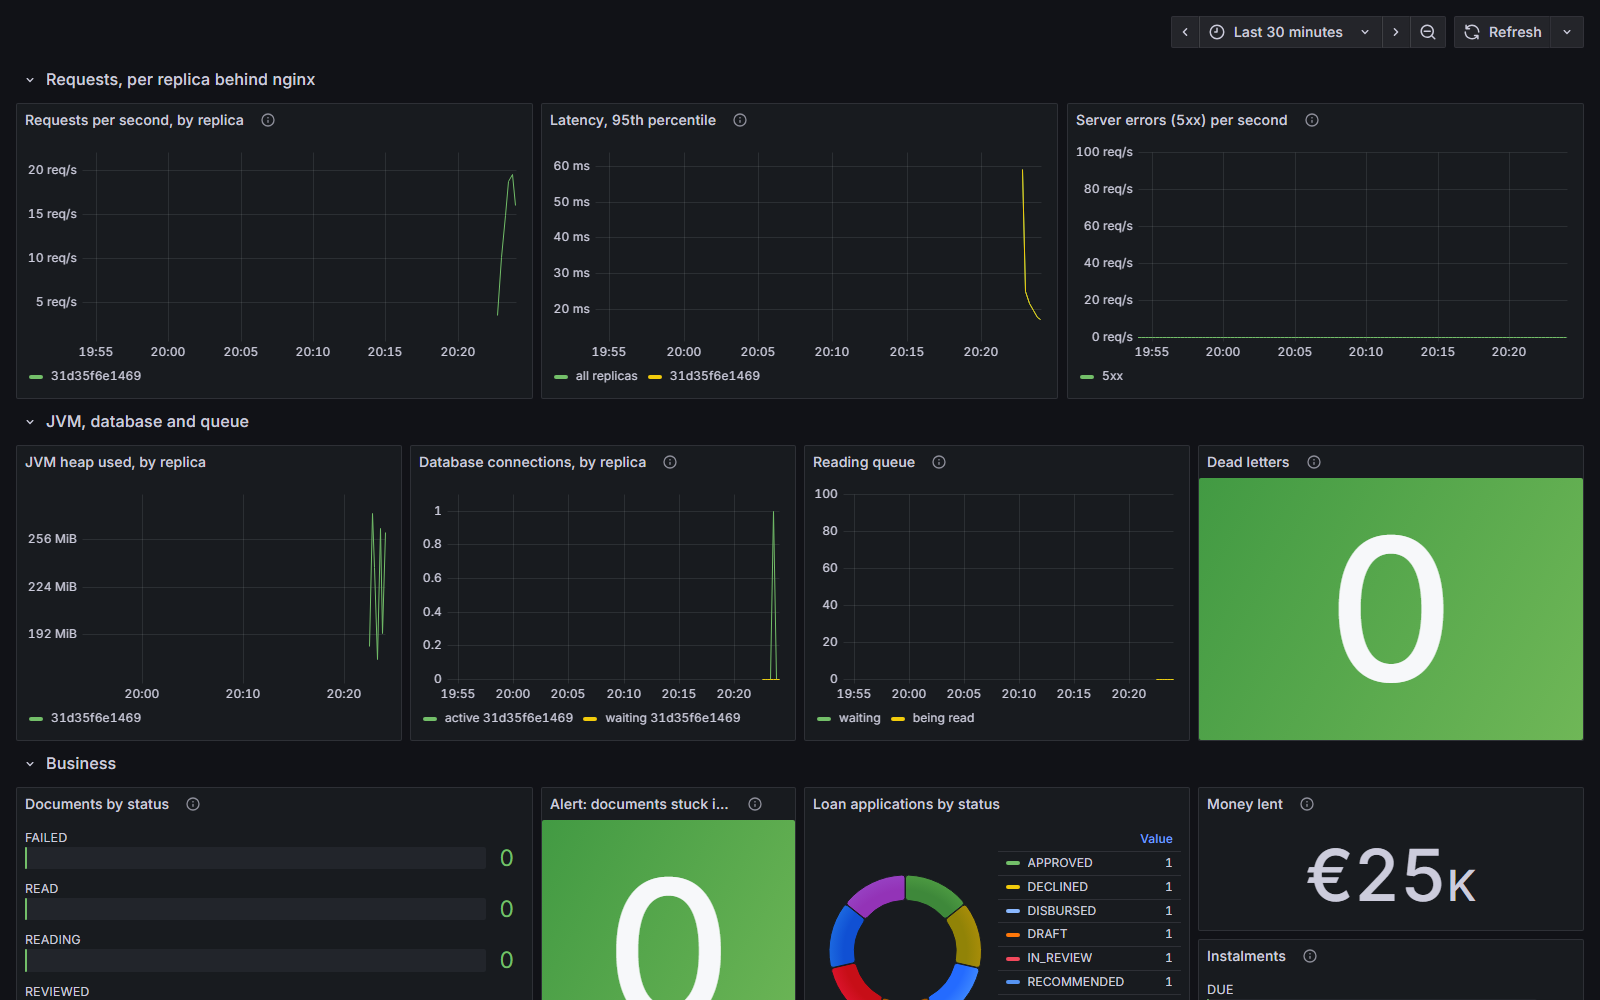 Last 30 minutes
Refresh
Requests, per replica behind nginx
Requests per second, by replica
20 req/s
15 req/s
10 req/s
5 req/s
19:55 20:00 20:05 20:10 20:15 20:20
31d35f6e1469
Latency, 95th percentile
60 ms
50 ms
40 ms
30 ms
20 ms
19:55 20:00 20:05 20:10 20:15 20:20
all replicas 31d35f6e1469
Server errors (5xx) per second
100 req/s
80 req/s
60 req/s
40 req/s
20 req/s
0 req/s
19:55 20:00 20:05 20:10 20:15 20:20
5xx
JVM, database and queue
JVM heap used, by replica
256 MiB
224 MiB
192 MiB
20:00 20:10 20:20
31d35f6e1469
Database connections, by replica
1
0.8
0.6
0.4
0.2
0
19:55 20:00 20:05 20:10 20:15 20:20
active 31d35f6e1469 waiting 31d35f6e1469
Reading queue
100
80
60
40
20
0
19:55 20:00 20:05 20:10 20:15 20:20
waiting being read
Dead letters
0
Business
Documents by status
FAILED
0
READ
0
READING
0
REVIEWED
Alert: documents stuck i...
0
Loan applications by status
Value
APPROVED 1
DECLINED 1
DISBURSED 1
DRAFT 1
IN_REVIEW 1
RECOMMENDED 1
Money lent
€25K
Instalments
DUE